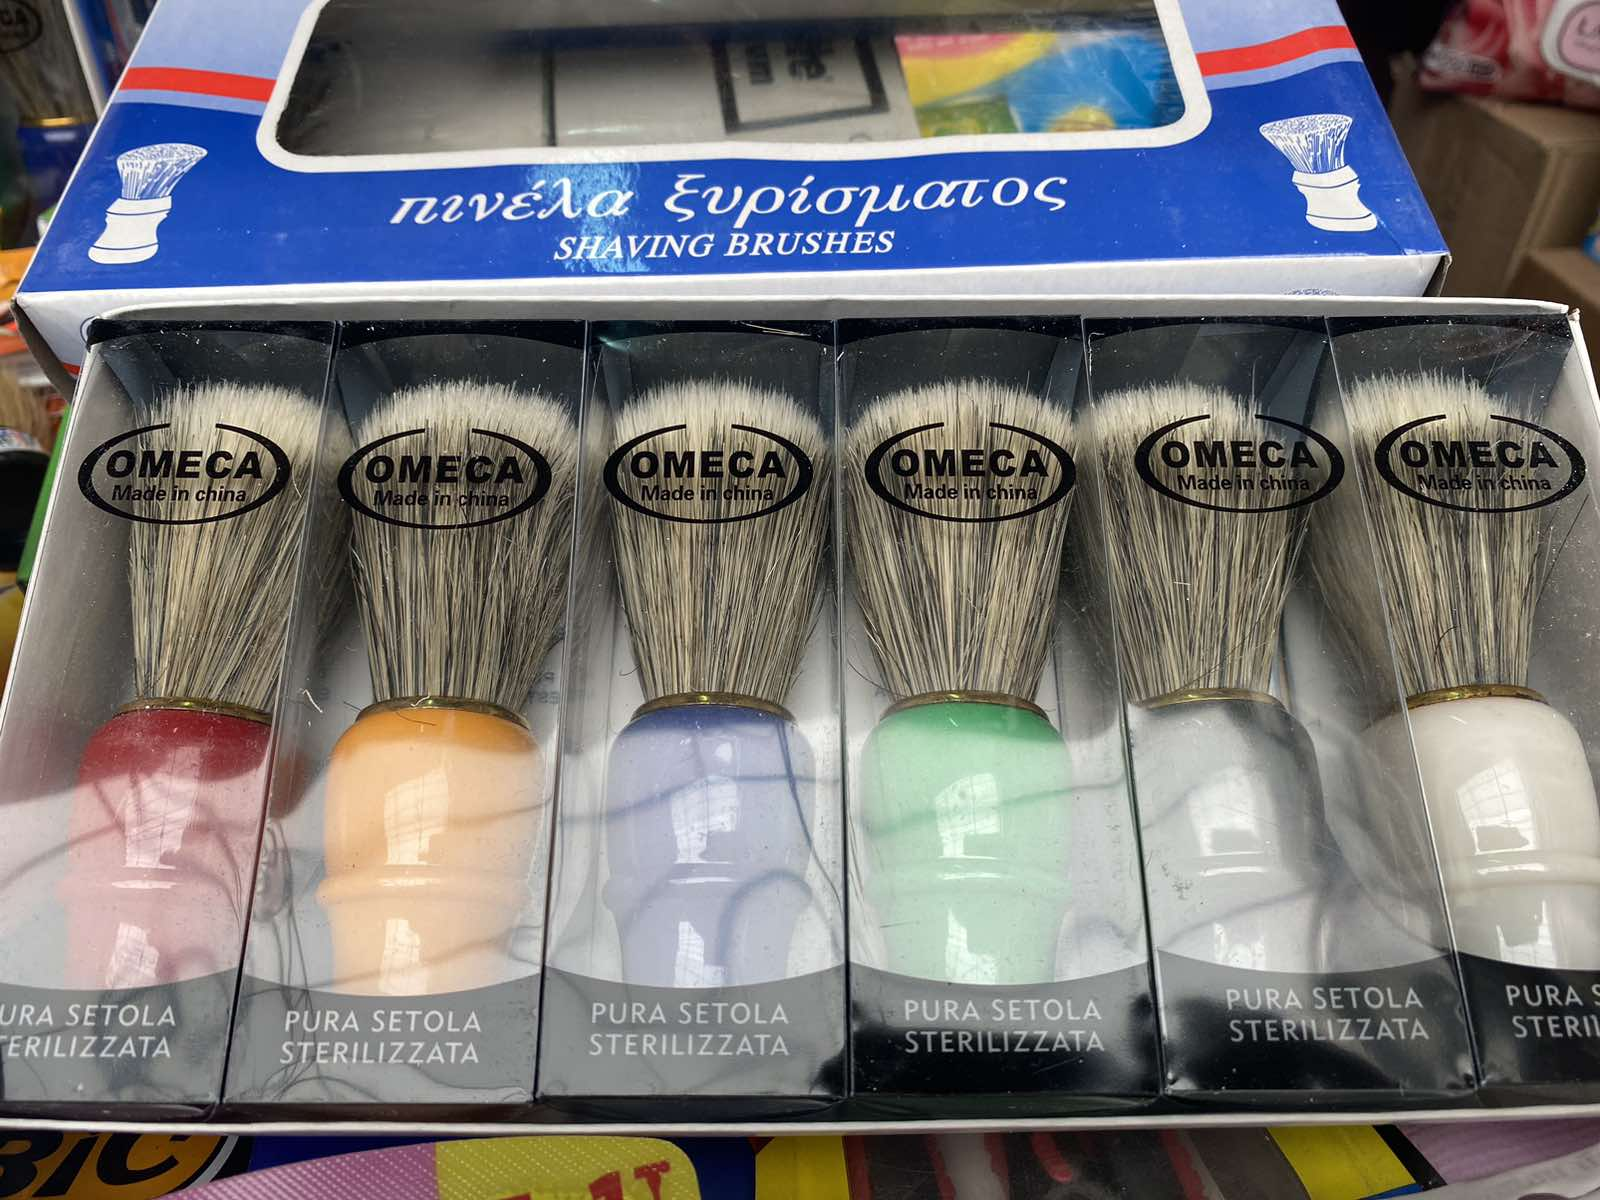 πινέλα ξυρίσματος
SHAVING BRUSHES
OMECA
Made in china
OMECA
Made in china
OMECA
Made in china
OMECA
Made in china
OMECA
Made in china
OMECA
Made in china
URA SETOLA
TERILIZZATA
PURA SETOLA
STERILIZZATA
PURA SETOLA
STERILIZZATA
PURA SETOLA
STERILIZZATA
PURA SETOLA
STERILIZZATA
PURA S
STERIL
BIC